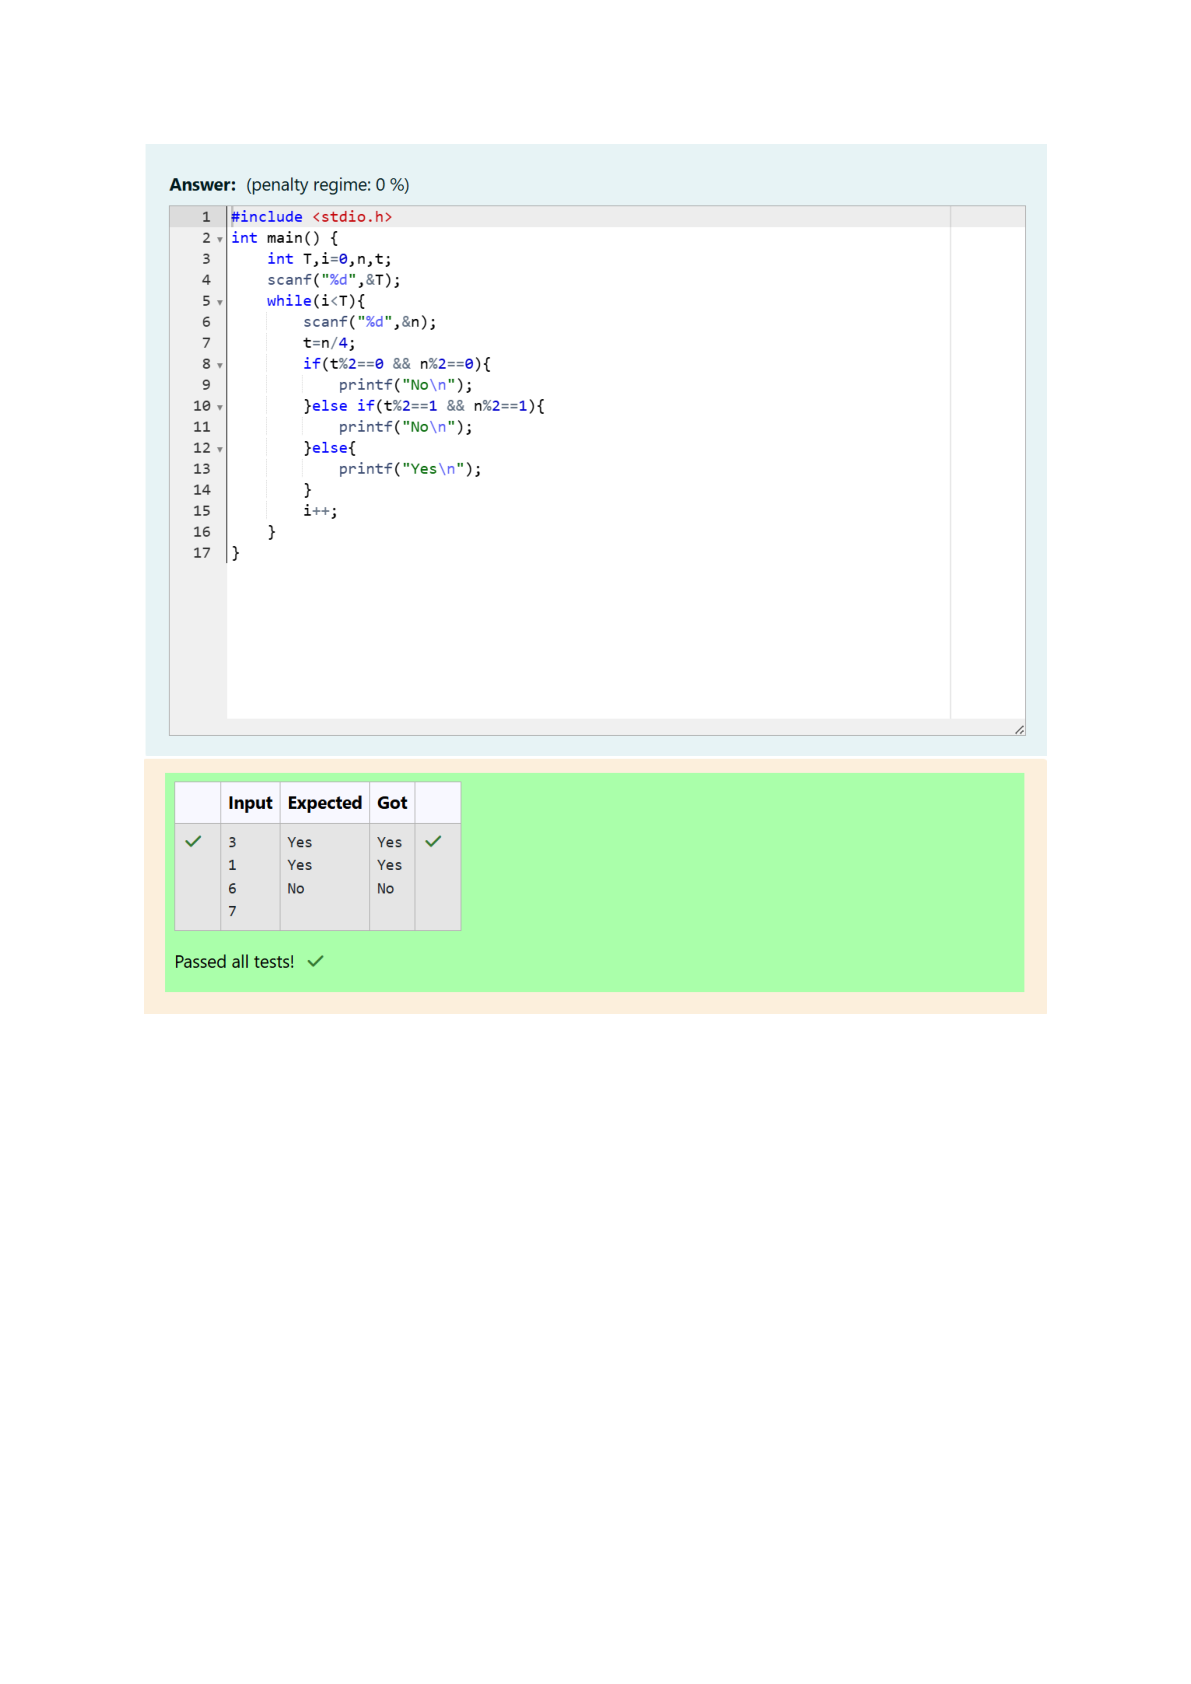 Answer: (penalty regime: 0 %)
1 #include <stdio.h>
2 int main() {
3     int T,i=0,n,t;
4     scanf("%d",&T);
5     while(i<T){
6         scanf("%d",&n);
7         t=n/4;
8         if(t%2==0 && n%2==0){
9             printf("No\n");
10         }else if(t%2==1 && n%2==1){
11             printf("No\n");
12         }else{
13             printf("Yes\n");
14         }
15         i++;
16     }
17 }
Input Expected Got
3 Yes Yes
1 Yes Yes
6 No No
7
Passed all tests!